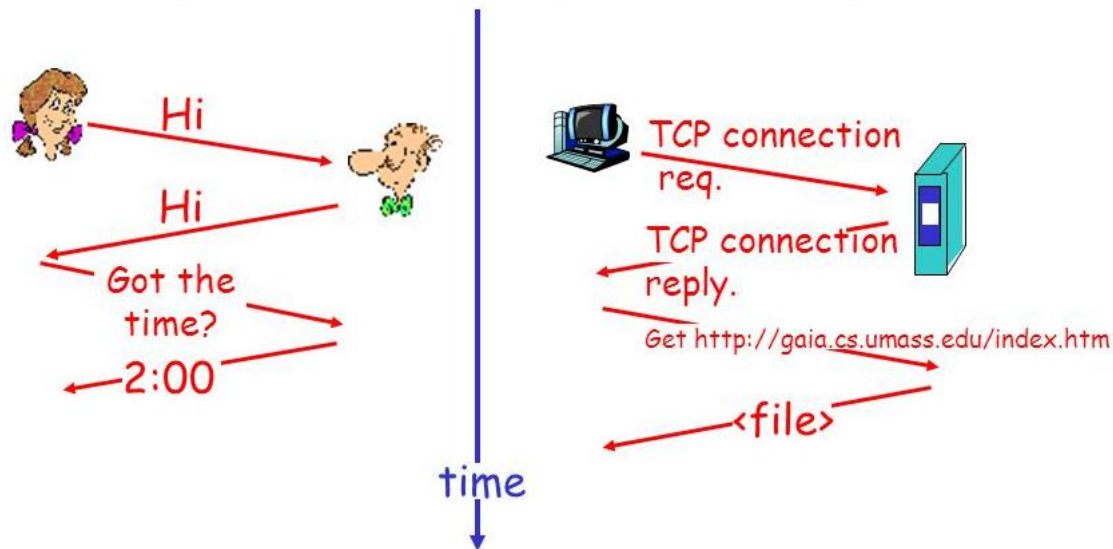 Hi
Hi
Got the
time?
2:00
TCP connection
req.
TCP connection
reply.
Get http://gaia.cs.umass.edu/index.htm
<file>
time